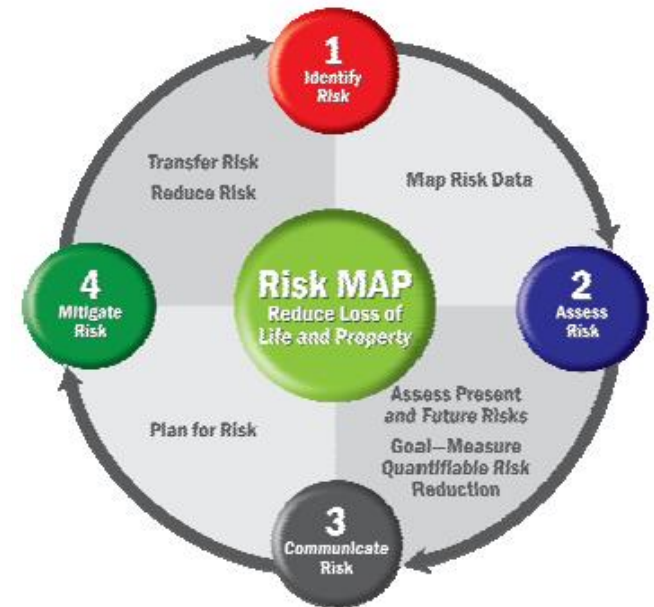 1
Identify
Risk
Transfer Risk
Reduce Risk
Map Risk Data
4
Mitigate
Risk
Risk MAP
Reduce Loss of
Life and Property
2
Assess
Risk
Plan for Risk
Assess Present
and Future Risks
Goal—Measure
Quantifiable Risk
Reduction
3
Communicate
Risk